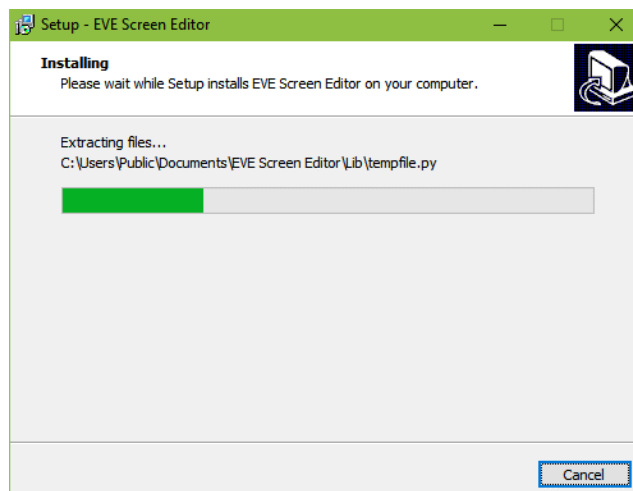 Setup - EVE Screen Editor
Installing
Please wait while Setup installs EVE Screen Editor on your computer.
Extracting files...
C:\Users\Public\Documents\EVE Screen Editor\Lib\tempfile.py
Cancel